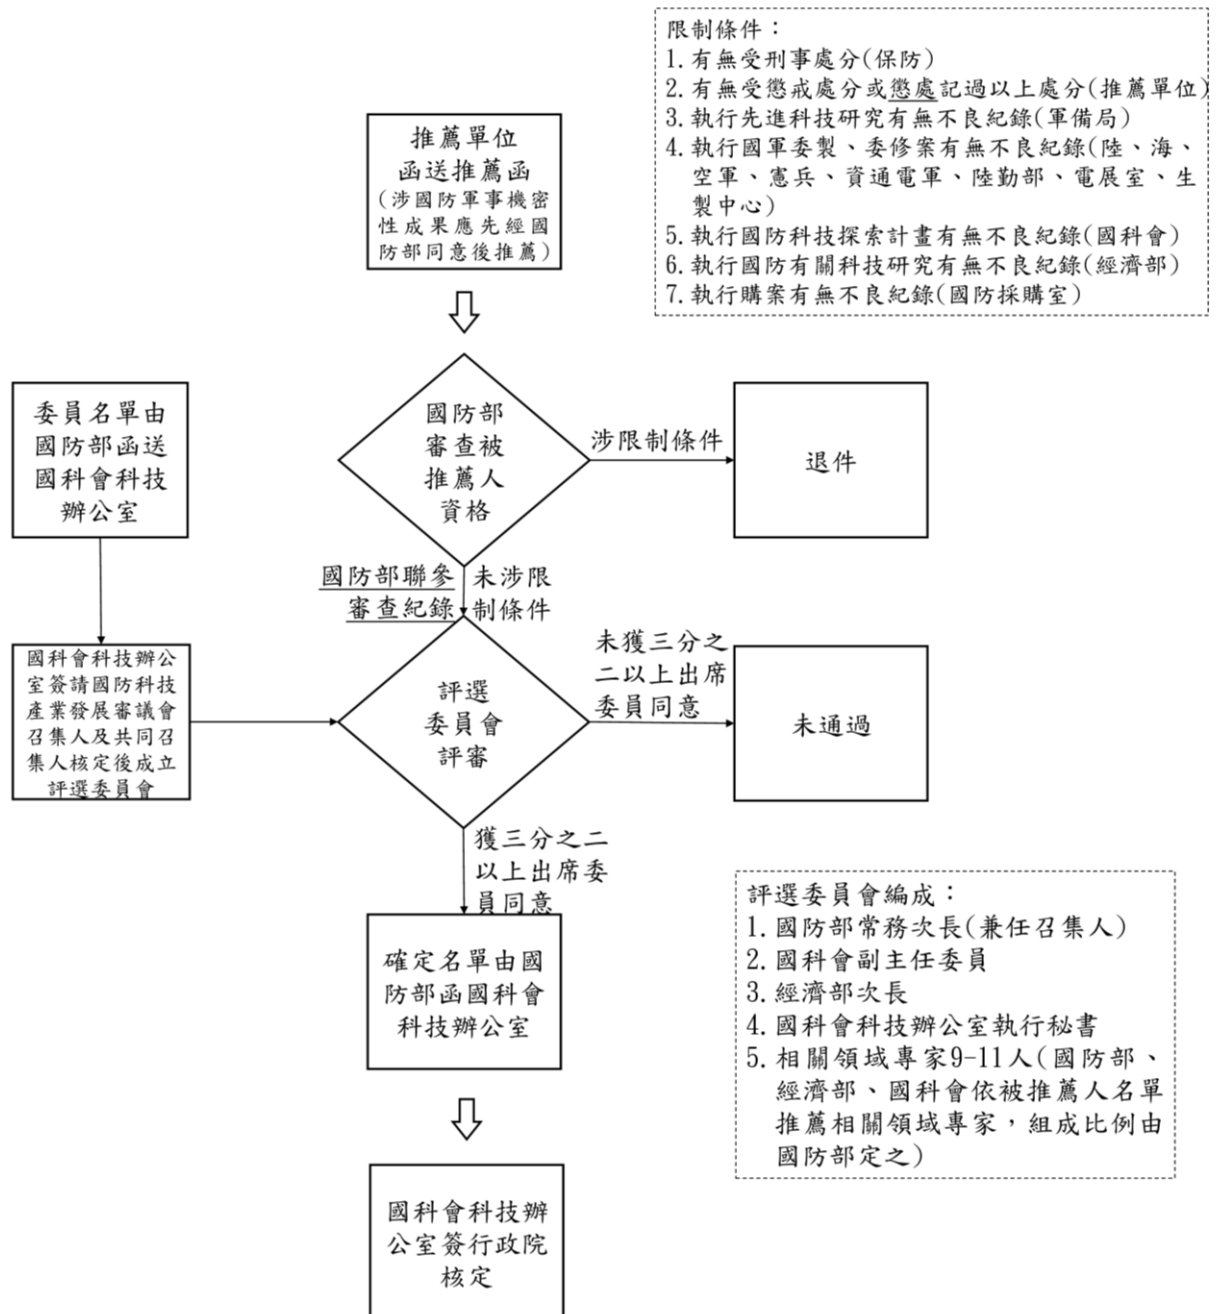 限制條件：
1.有無受刑事處分(保防)
2.有無受懲戒處分或懲處記過以上處分(推薦單位)
3.執行先進科技研究有無不良紀錄(軍備局)
4.執行國軍委製、委修案有無不良紀錄(陸、海、
空軍、憲兵、資通電軍、陸勤部、電展室、生
製中心)
5.執行國防科技探索計畫有無不良紀錄(國科會)
6.執行國防有關科技研究有無不良紀錄(經濟部)
7.執行購案有無不良紀錄(國防採購室)
推薦單位
函送推薦函
(涉國防軍事機密
性成果應先經國
防部同意後推薦)
委員名單由
國防部函送
國科會科技
辦公室
國防部
審查被
推薦人
資格
涉限制條件
退件
國防部聯參
審查紀錄
未涉限
制條件
國科會科技辦公
室簽請國防科技
產業發展審議會
召集人及共同召
集人核定後成立
評選委員會
評選
委員會
評審
未獲三分之
二以上出席
委員同意
未通過
獲三分之二
以上出席委
員同意
確定名單由國
防部函國科會
科技辦公室
評選委員會編成：
1.國防部常務次長(兼任召集人)
2.國科會副主任委員
3.經濟部次長
4.國科會科技辦公室執行秘書
5.相關領域專家9-11人(國防部、
經濟部、國科會依被推薦人名單
推薦相關領域專家，組成比例由
國防部定之)
國科會科技辦
公室簽行政院
核定